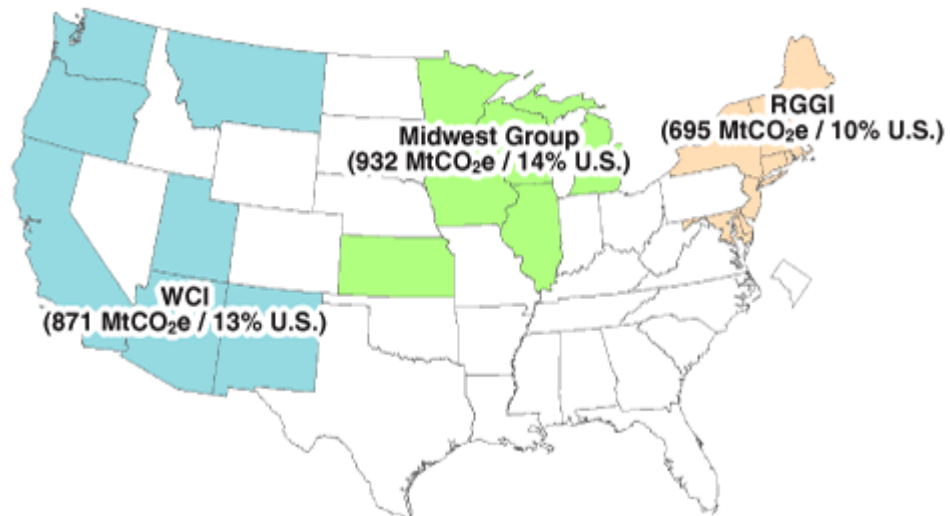 RGGI
(695 MtCO₂e / 10% U.S.)
Midwest Group
(932 MtCO₂e / 14% U.S.)
WCI
(871 MtCO₂e / 13% U.S.)